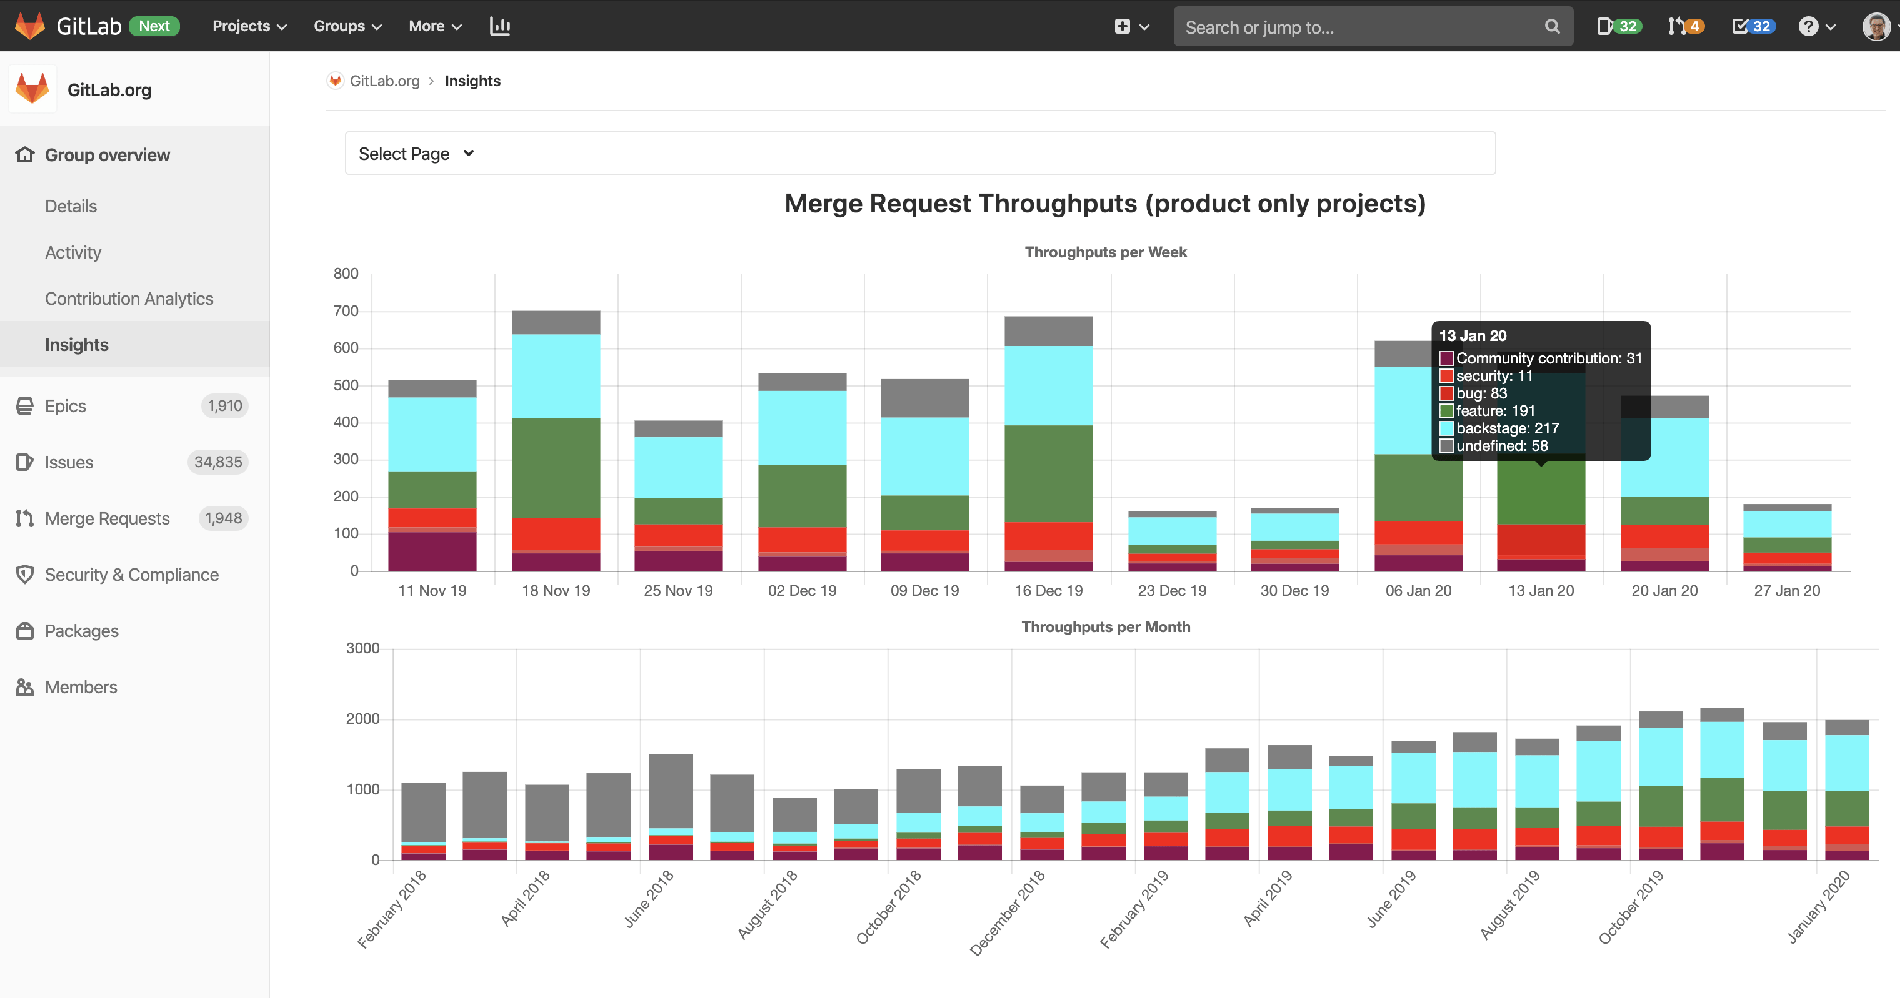 GitLab Next Projects Groups More Search or jump to... 32 4 32
GitLab.org
Group overview
Details
Activity
Contribution Analytics
Insights
Epics 1,910
Issues 34,835
Merge Requests 1,948
Security & Compliance
Packages
Members
GitLab.org › Insights
Select Page
Merge Request Throughputs (product only projects)
Throughputs per Week
800
700
600
500
400
300
200
100
0
13 Jan 20
Community contribution: 31
security: 11
bug: 83
feature: 191
backstage: 217
undefined: 58
11 Nov 19 18 Nov 19 25 Nov 19 02 Dec 19 09 Dec 19 16 Dec 19 23 Dec 19 30 Dec 19 06 Jan 20 13 Jan 20 20 Jan 20 27 Jan 20
Throughputs per Month
3000
2000
1000
0
February 2018 April 2018 June 2018 August 2018 October 2018 December 2018 February 2019 April 2019 June 2019 August 2019 October 2019 January 2020